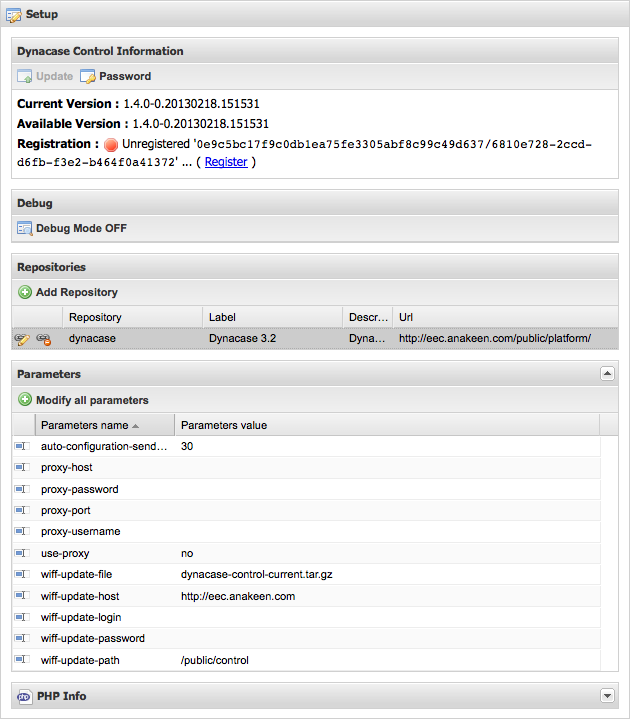 Setup
Dynacase Control Information
Update Password
Current Version : 1.4.0-0.20130218.151531
Available Version : 1.4.0-0.20130218.151531
Registration : Unregistered '0e9c5bc17f9c0db1ea75fe3305abf8c99c49d637/6810e728-2ccd-
d6fb-f3e2-b464f0a41372' ... ( Register )
Debug
Debug Mode OFF
Repositories
Add Repository
Repository Label Descr... Url
dynacase Dynacase 3.2 Dyna... http://eec.anakeen.com/public/platform/
Parameters
Modify all parameters
Parameters name Parameters value
auto-configuration-send... 30
proxy-host
proxy-password
proxy-port
proxy-username
use-proxy no
wiff-update-file dynacase-control-current.tar.gz
wiff-update-host http://eec.anakeen.com
wiff-update-login
wiff-update-password
wiff-update-path /public/control
php PHP Info